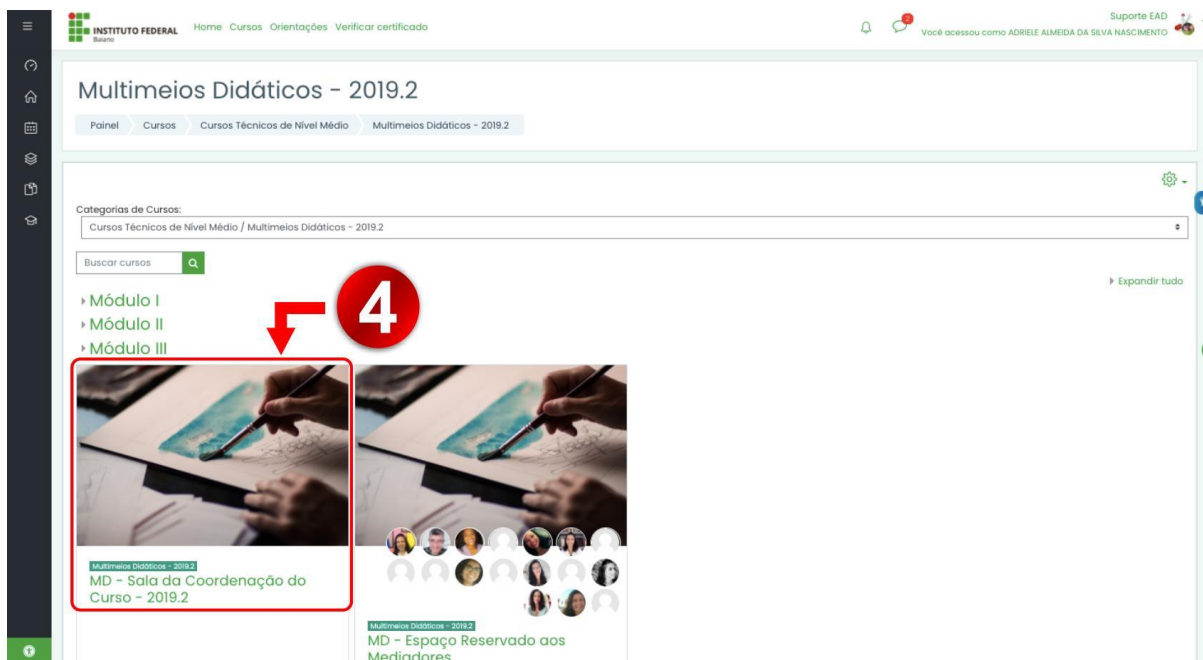 INSTITUTO FEDERAL
Baiano
Home Cursos Orientações Verificar certificado
2
Suporte EAD
Você acessou como ADRIELE ALMEIDA DA SILVA NASCIMENTO
Multimeios Didáticos - 2019.2
Painel Cursos Cursos Técnicos de Nível Médio Multimeios Didáticos - 2019.2
Categorias de Cursos:
Cursos Técnicos de Nível Médio / Multimeios Didáticos - 2019.2
Buscar cursos
Expandir tudo
Módulo I
Módulo II
Módulo III
4
Multimeios Didáticos - 2019.2
MD - Sala da Coordenação do
Curso - 2019.2
Multimeios Didáticos - 2019.2
MD - Espaço Reservado aos
Mediadores